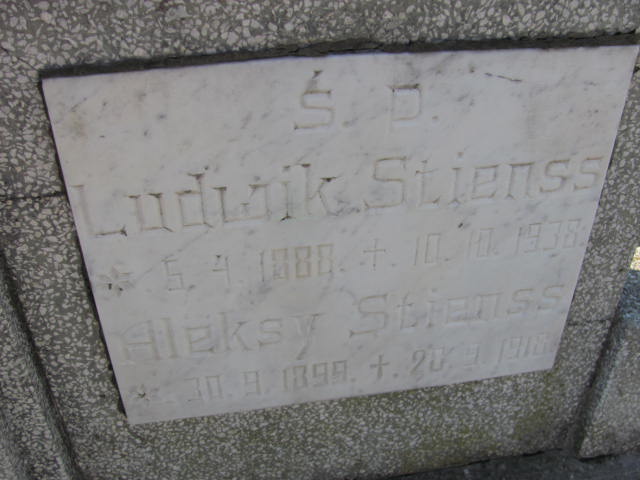 Ś. P.
Ludwik Stienss
* 5. 4. 1888. + 10. 10. 1938.
Aleksy Stienss
* 30. 9. 1899. + 20. 9. 1918.